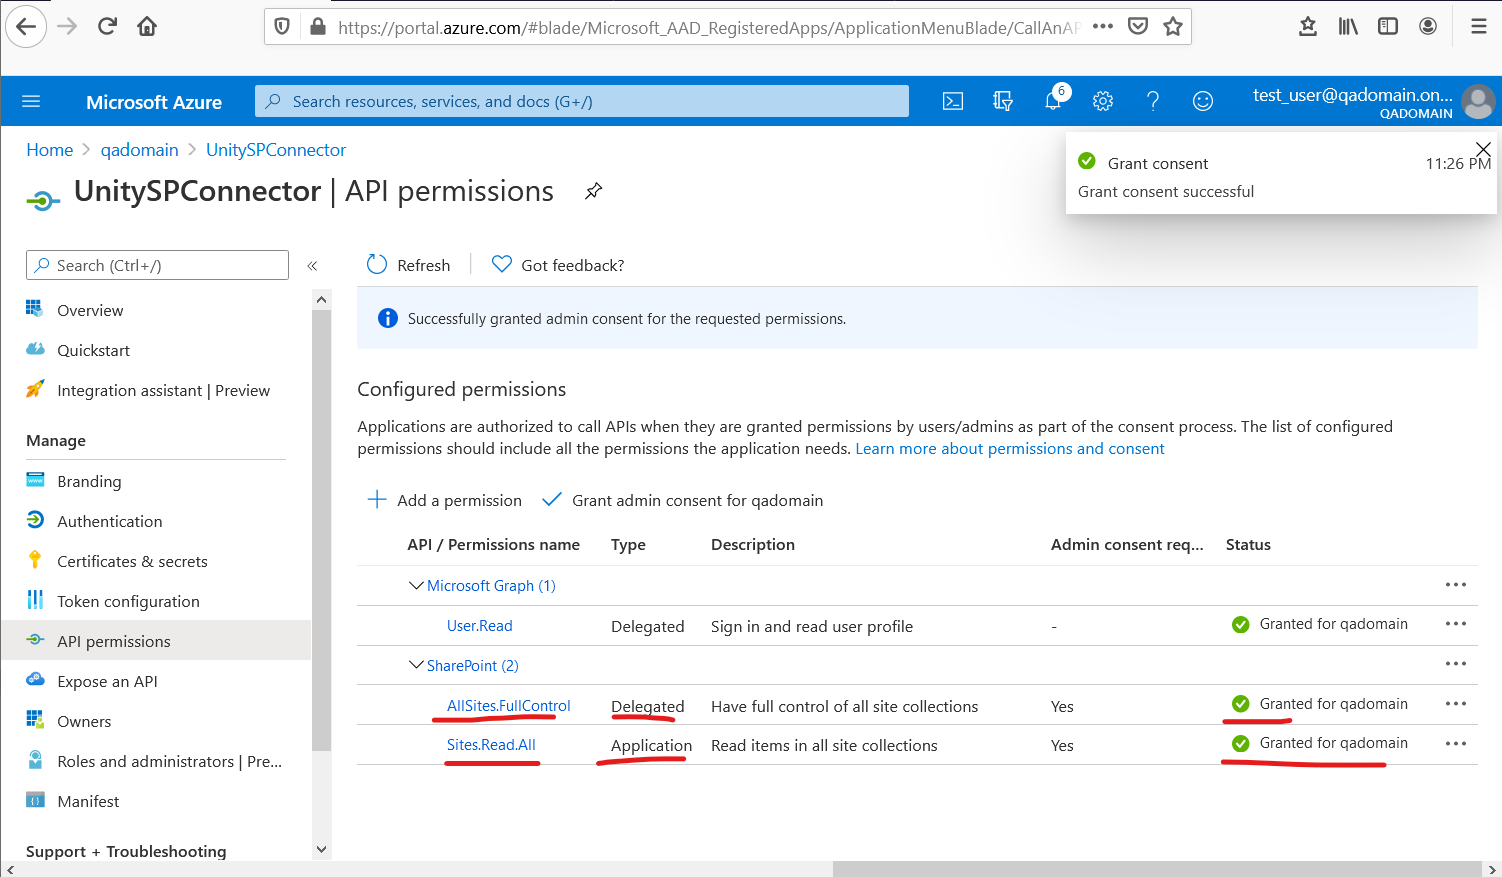 https://portal.azure.com/#blade/Microsoft_AAD_RegisteredApps/ApplicationMenuBlade/CallAnAP
Microsoft Azure
Search resources, services, and docs (G+/)
6
test_user@qadomain.on...
QADOMAIN
Home > qadomain > UnitySPConnector
Grant consent 11:26 PM
Grant consent successful
UnitySPConnector | API permissions
Search (Ctrl+/)
«
Refresh
Got feedback?
Overview
Quickstart
Integration assistant | Preview
Manage
Branding
Authentication
Certificates & secrets
Token configuration
API permissions
Expose an API
Owners
Roles and administrators | Pre...
Manifest
Support + Troubleshooting
Successfully granted admin consent for the requested permissions.
Configured permissions
Applications are authorized to call APIs when they are granted permissions by users/admins as part of the consent process. The list of configured
permissions should include all the permissions the application needs. Learn more about permissions and consent
Add a permission
Grant admin consent for qadomain
API / Permissions name Type Description Admin consent req... Status
Microsoft Graph (1)
User.Read Delegated Sign in and read user profile - Granted for qadomain
SharePoint (2)
AllSites.FullControl Delegated Have full control of all site collections Yes Granted for qadomain
Sites.Read.All Application Read items in all site collections Yes Granted for qadomain